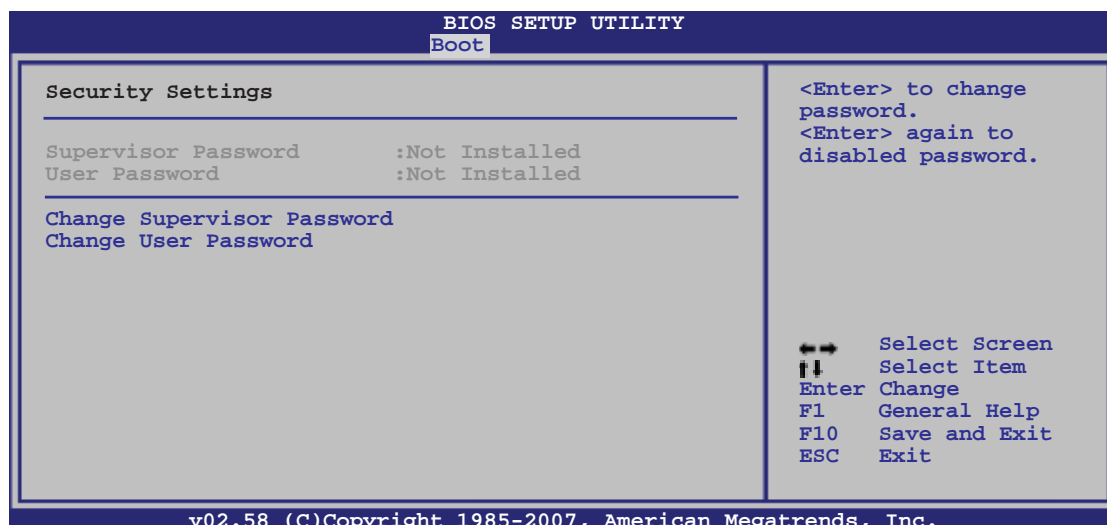 BIOS SETUP UTILITY
Boot
Security Settings
Supervisor Password :Not Installed
User Password :Not Installed
Change Supervisor Password
Change User Password
<Enter> to change
password.
<Enter> again to
disabled password.
←→ Select Screen
↑↓ Select Item
Enter Change
F1 General Help
F10 Save and Exit
ESC Exit
v02.58 (C)Copyright 1985-2007, American Megatrends, Inc.